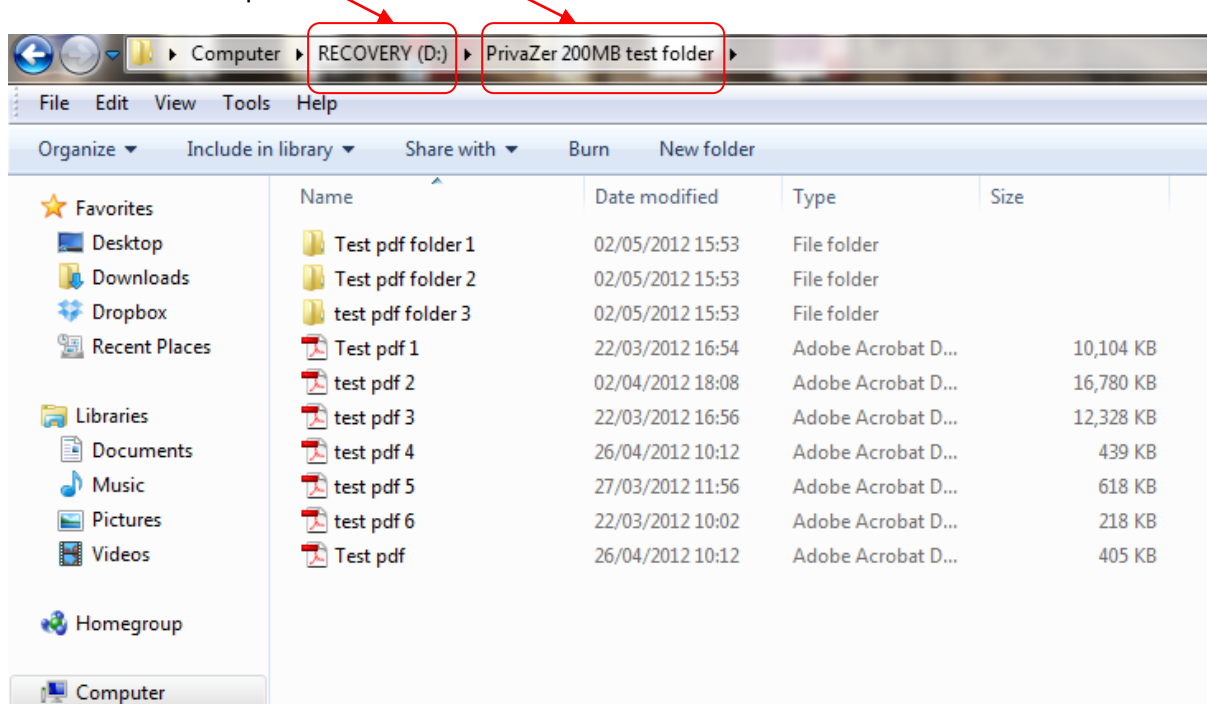 Computer RECOVERY (D:) PrivaZer 200MB test folder
File Edit View Tools Help
Organize Include in library Share with Burn New folder
Name Date modified Type Size
Favorites
Desktop
Downloads
Dropbox
Recent Places
Libraries
Documents
Music
Pictures
Videos
Homegroup
Computer
Test pdf folder 1 02/05/2012 15:53 File folder
Test pdf folder 2 02/05/2012 15:53 File folder
test pdf folder 3 02/05/2012 15:53 File folder
Test pdf 1 22/03/2012 16:54 Adobe Acrobat D... 10,104 KB
test pdf 2 02/04/2012 18:08 Adobe Acrobat D... 16,780 KB
test pdf 3 22/03/2012 16:56 Adobe Acrobat D... 12,328 KB
test pdf 4 26/04/2012 10:12 Adobe Acrobat D... 439 KB
test pdf 5 27/03/2012 11:56 Adobe Acrobat D... 618 KB
test pdf 6 22/03/2012 10:02 Adobe Acrobat D... 218 KB
Test pdf 26/04/2012 10:12 Adobe Acrobat D... 405 KB